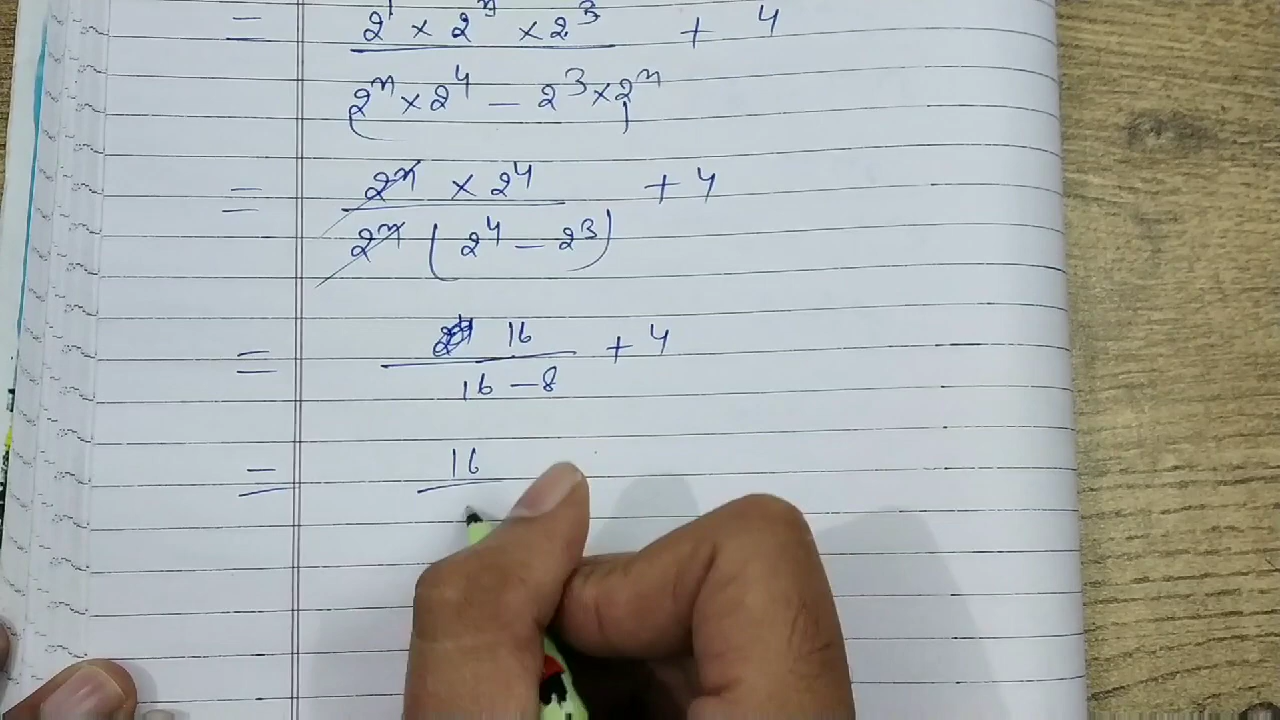 = 2¹ × 2ⁿ × 2³ + 4
2ⁿ × 2⁴ – 2³ × 2ⁿ
= 2ⁿ × 2⁴ + 4
2ⁿ ( 2⁴ – 2³ )
= 16 + 4
16 – 8
= 16